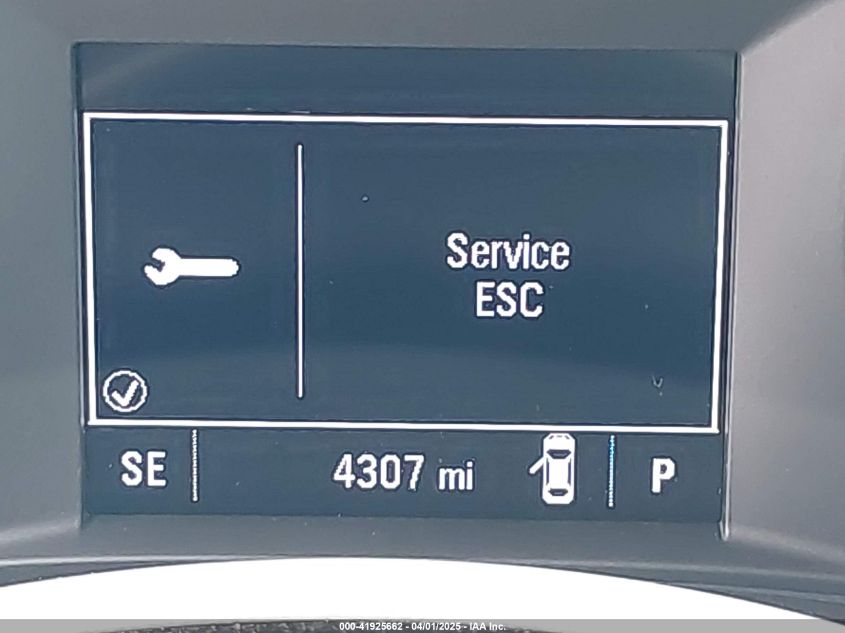 Service
ESC
SE 4307 mi P
000-41925662 - 04/01/2025 - IAA Inc.